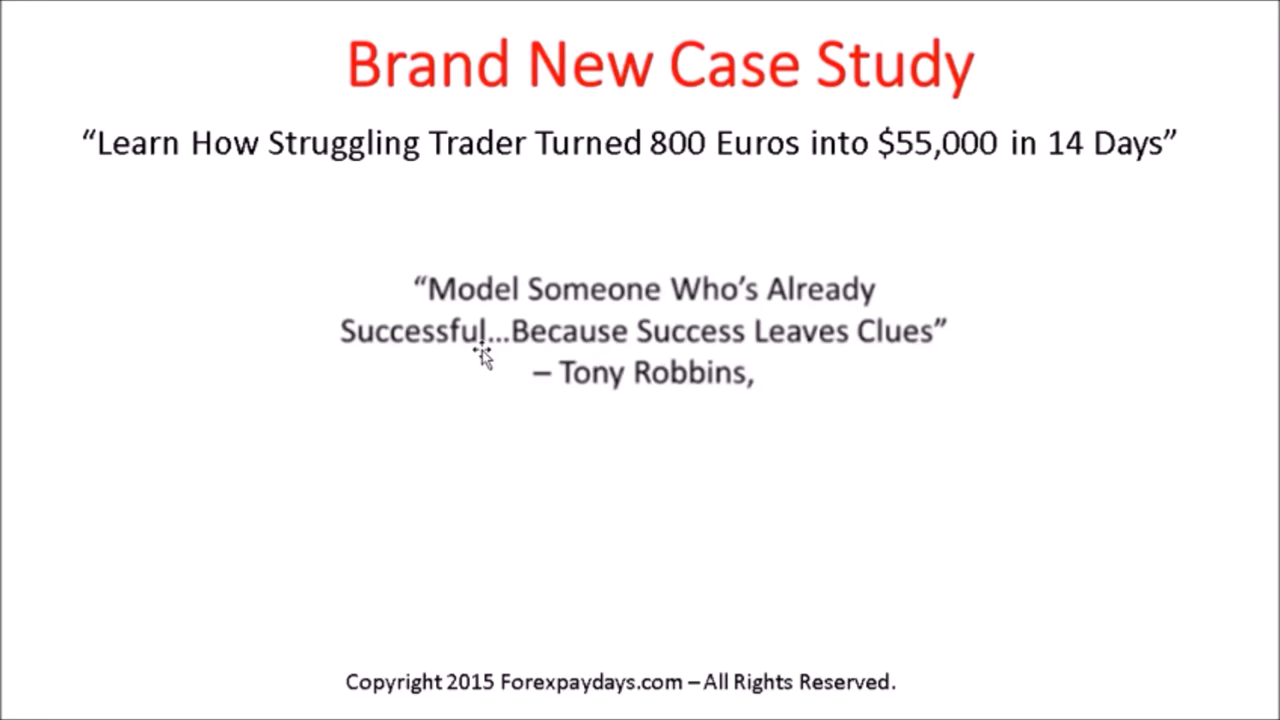 Brand New Case Study
“Learn How Struggling Trader Turned 800 Euros into $55,000 in 14 Days”
“Model Someone Who’s Already
Successful...Because Success Leaves Clues”
– Tony Robbins,
Copyright 2015 Forexpaydays.com – All Rights Reserved.